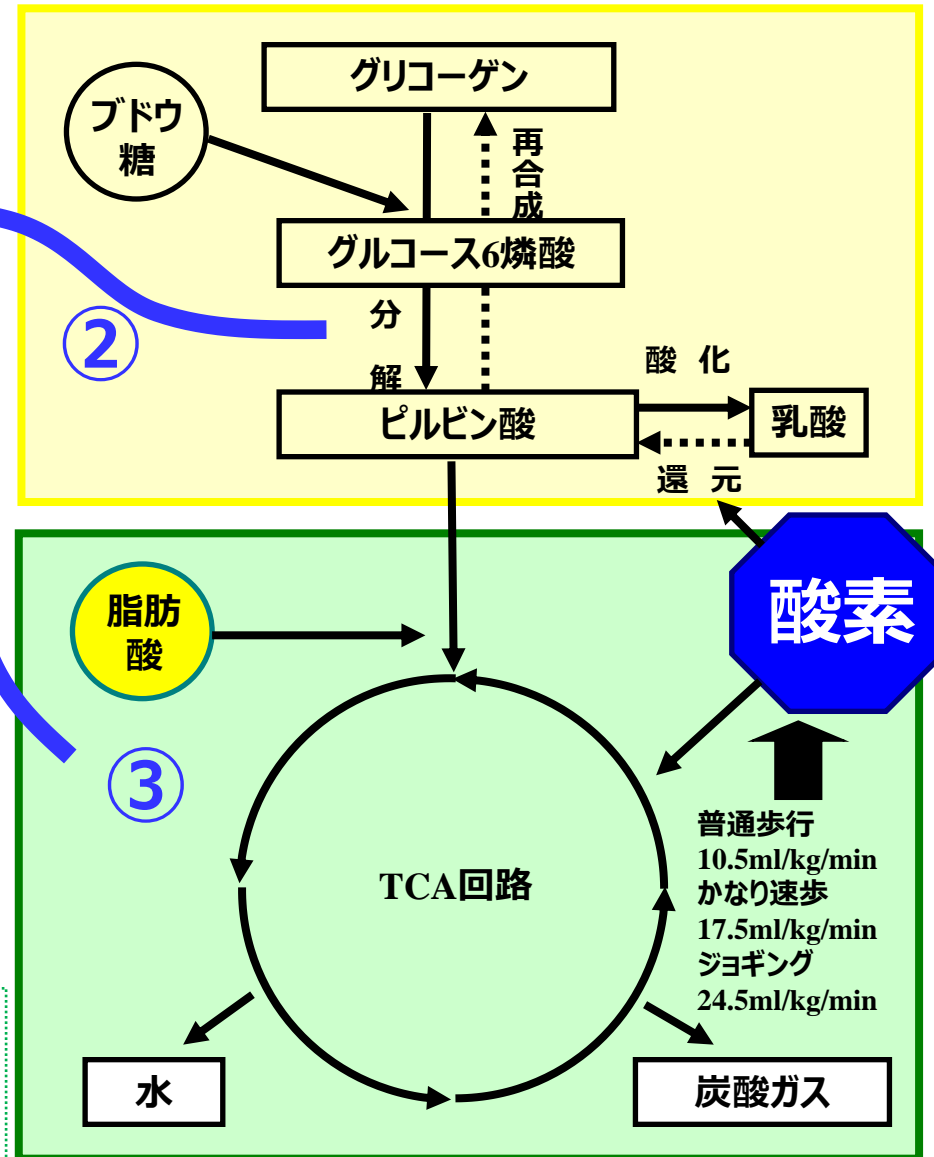 グリコーゲン
ブドウ
糖
再
合
成
グルコース6燐酸
②
分
解
酸 化
ピルビン酸
乳酸
還 元
酸素
脂肪
酸
③
普通歩行
10.5ml/kg/min
かなり速歩
17.5ml/kg/min
ジョギング
24.5ml/kg/min
TCA回路
水
炭酸ガス